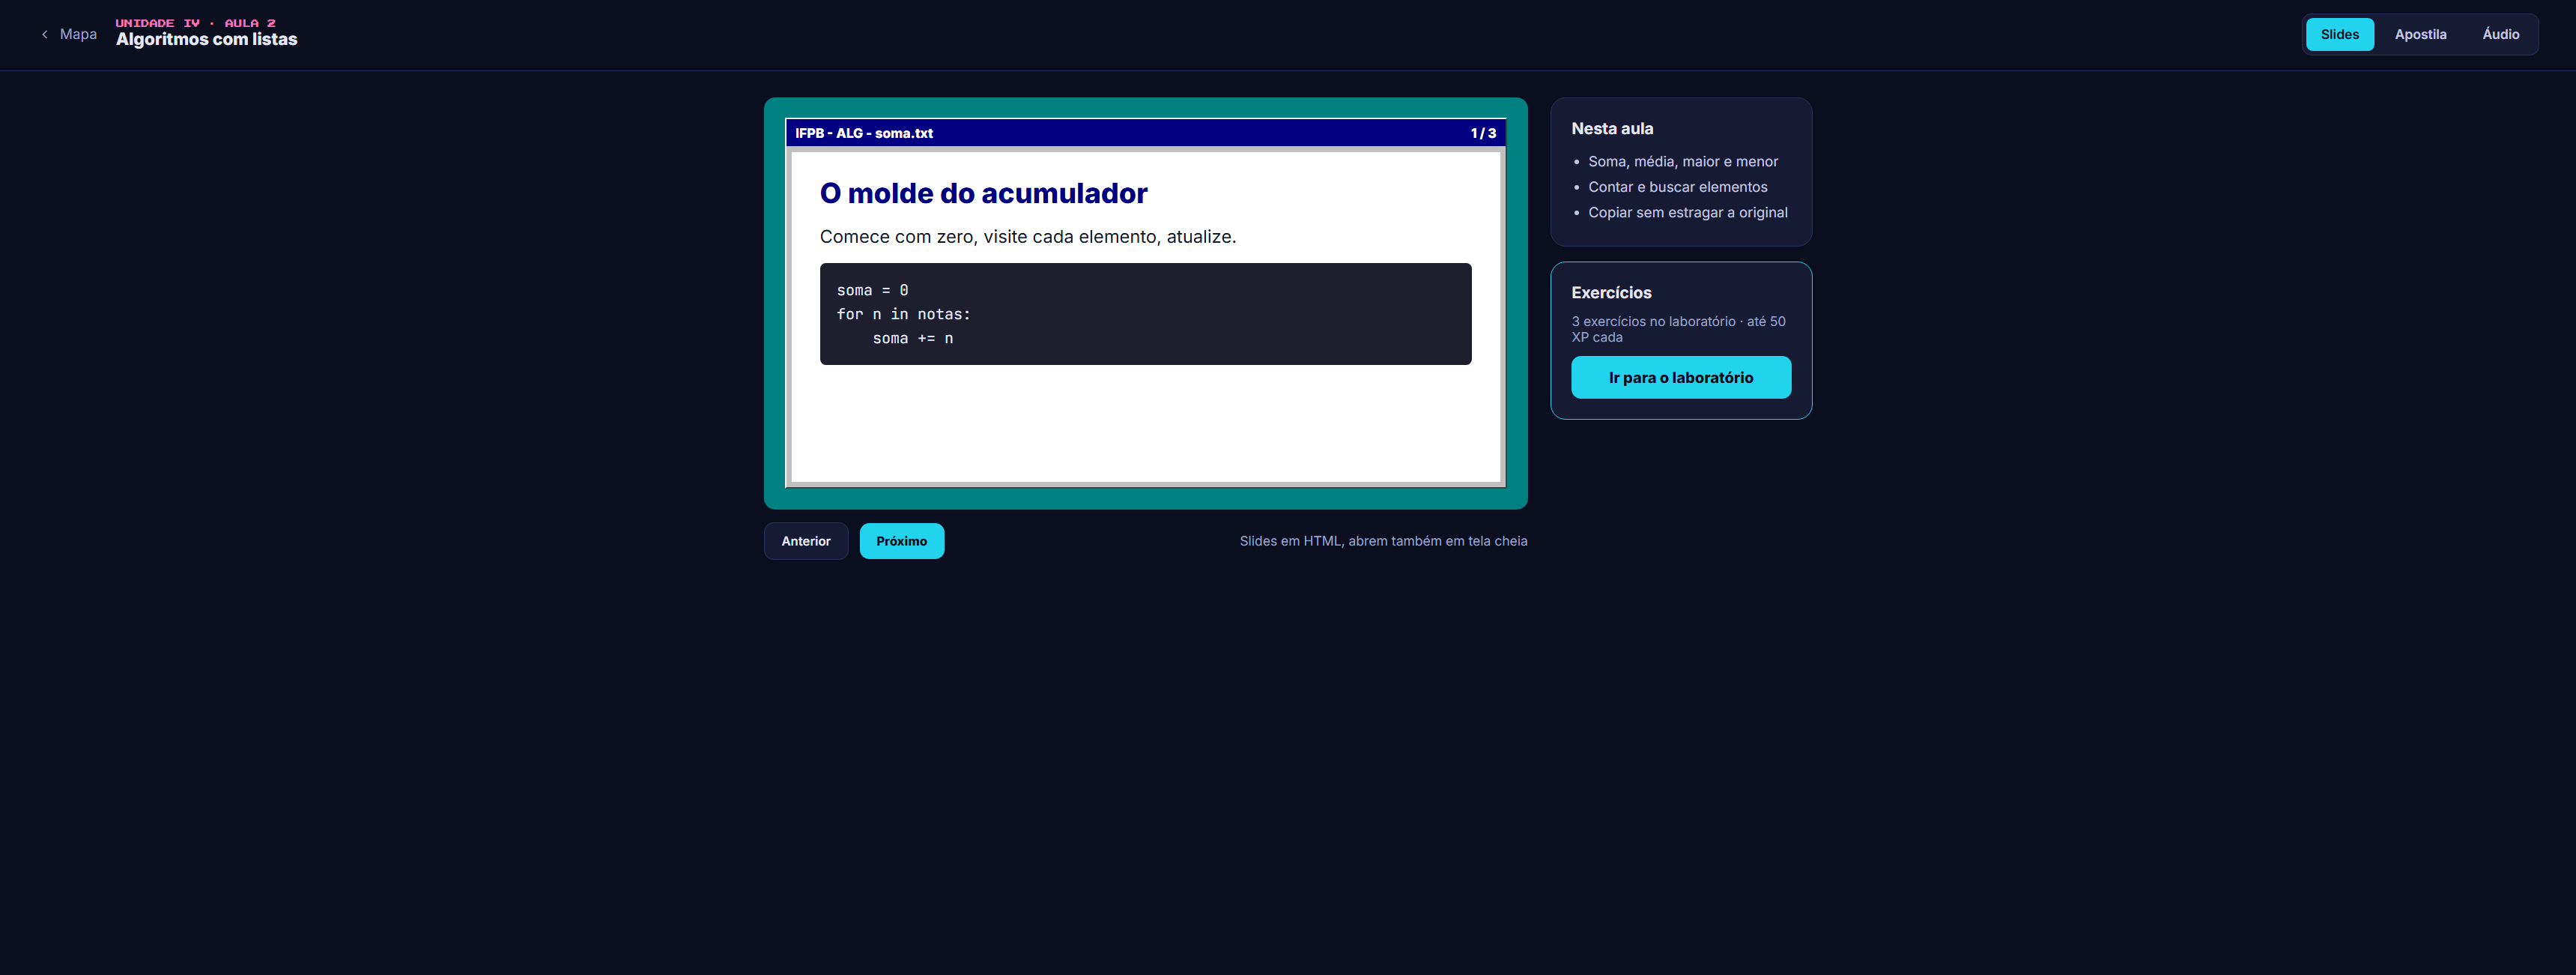 Mapa
UNIDADE IV · AULA 2
Algoritmos com listas
Slides
Apostila
Áudio
IFPB - ALG - soma.txt
1 / 3
O molde do acumulador
Comece com zero, visite cada elemento, atualize.
soma = 0
for n in notas:
    soma += n
Anterior
Próximo
Slides em HTML, abrem também em tela cheia
Nesta aula
Soma, média, maior e menor
Contar e buscar elementos
Copiar sem estragar a original
Exercícios
3 exercícios no laboratório · até 50
XP cada
Ir para o laboratório